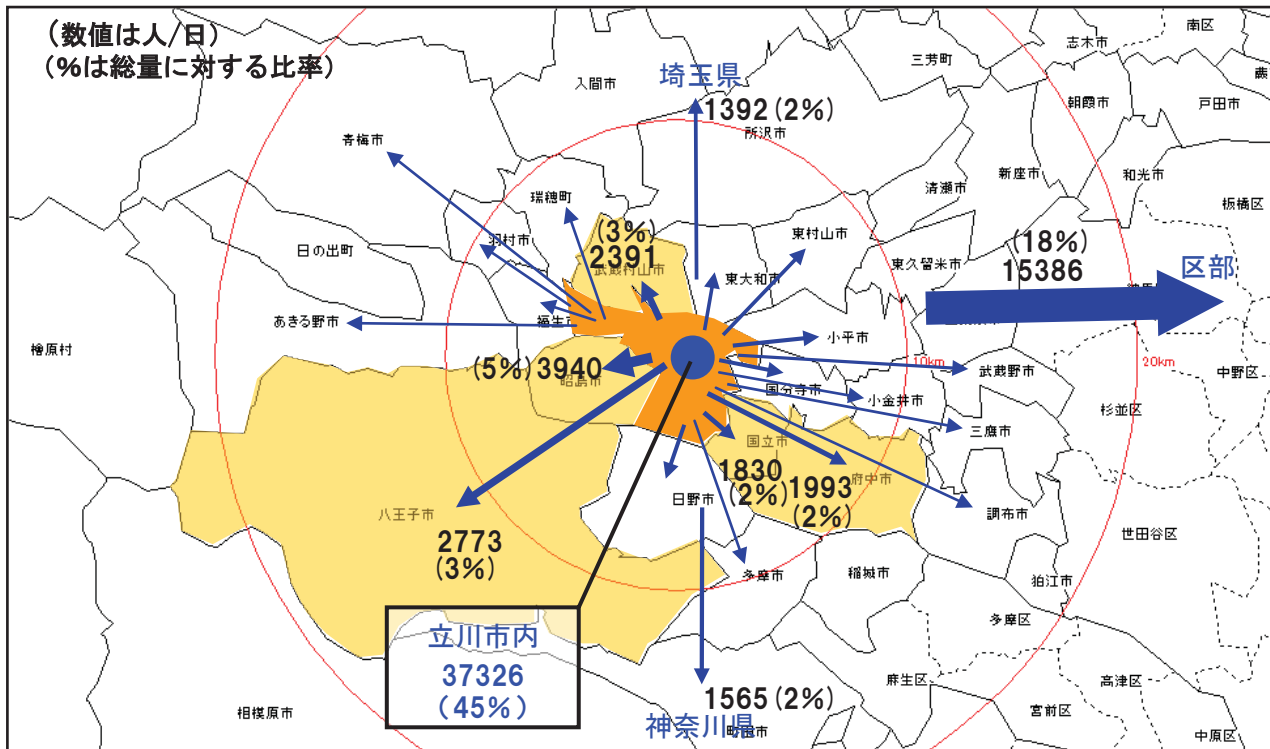 (数値は人/日)
(%は総量に対する比率)
南区
志木市
三芳町
蕨
埼玉県
入間市
朝霞市
戸田市
1392(2%)
所沢市
青梅市
新座市
和光市
清瀬市
瑞穂町
板橋区
(3%)
2391
羽村市
東村山市
(18%)
15386
日の出町
武蔵村山市
東久留米市
区部
東大和市
あきる野市
福生市
小平市
檜原村
10km
20km
(5%)3940
昭島市
武蔵野市
中野区
国分寺市
小金井市
杉並区
三鷹市
国立市
1830
(2%)
府中市
1993
(2%)
日野市
八王子市
調布市
世田谷区
2773
(3%)
多摩市
稲城市
狛江市
多摩区
立川市内
37326
(45%)
麻生区
高津区
1565(2%)
神奈川県
相模原市
宮前区
中原区